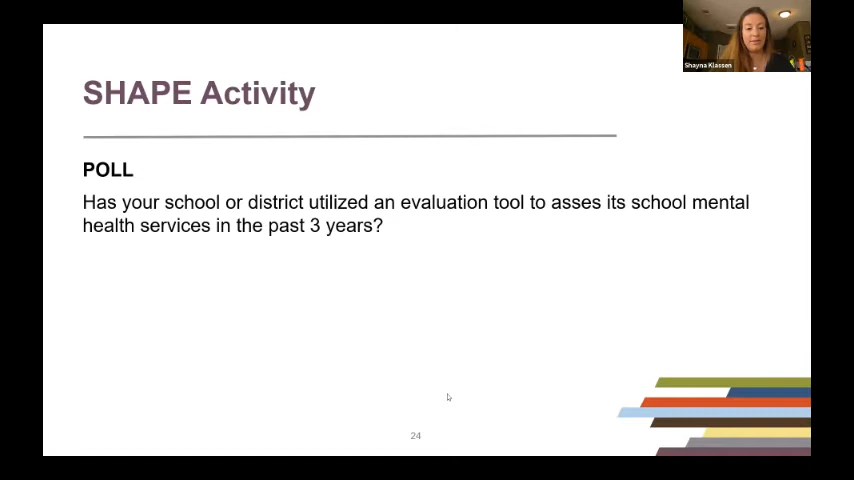 Shayna Klassen
SHAPE Activity
POLL
Has your school or district utilized an evaluation tool to asses its school mental
health services in the past 3 years?
24